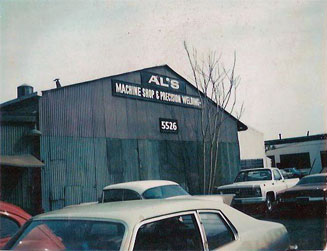 AL'S
MACHINE SHOP & PRECISION WELDING
5526